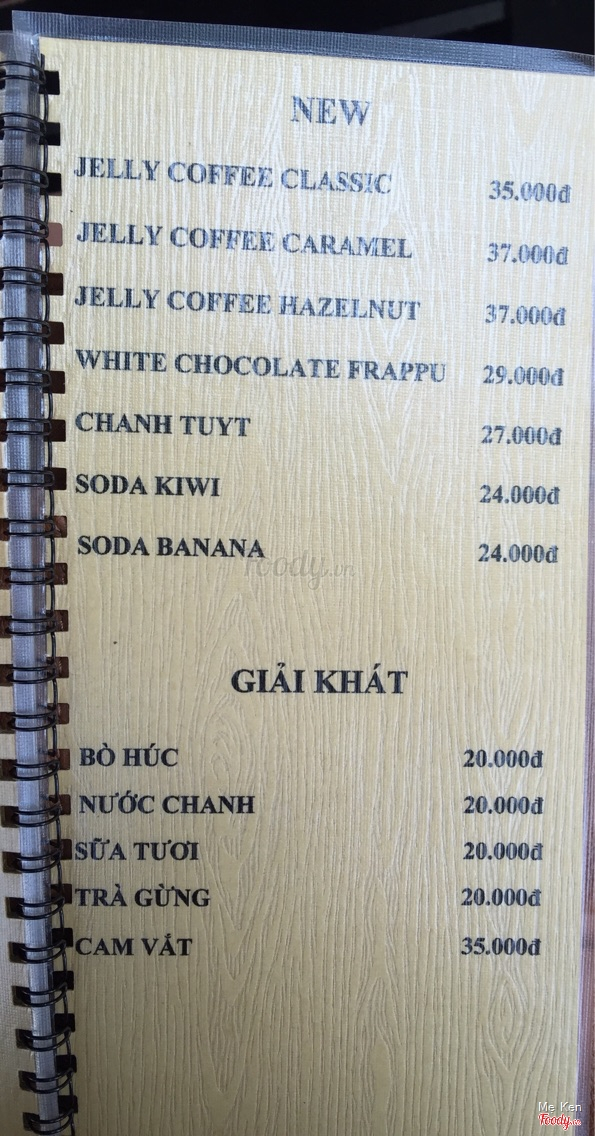 NEW
JELLY COFFEE CLASSIC 35.000đ
JELLY COFFEE CARAMEL 37.000đ
JELLY COFFEE HAZELNUT 37.000đ
WHITE CHOCOLATE FRAPPU 29.000đ
CHANH TUYT 27.000đ
SODA KIWI 24.000đ
SODA BANANA 24.000đ
foody.vn
GIẢI KHÁT
BÒ HÚC 20.000đ
NƯỚC CHANH 20.000đ
SỮA TƯƠI 20.000đ
TRÀ GỪNG 20.000đ
CAM VẮT 35.000đ
Me Ken
Foody.vn